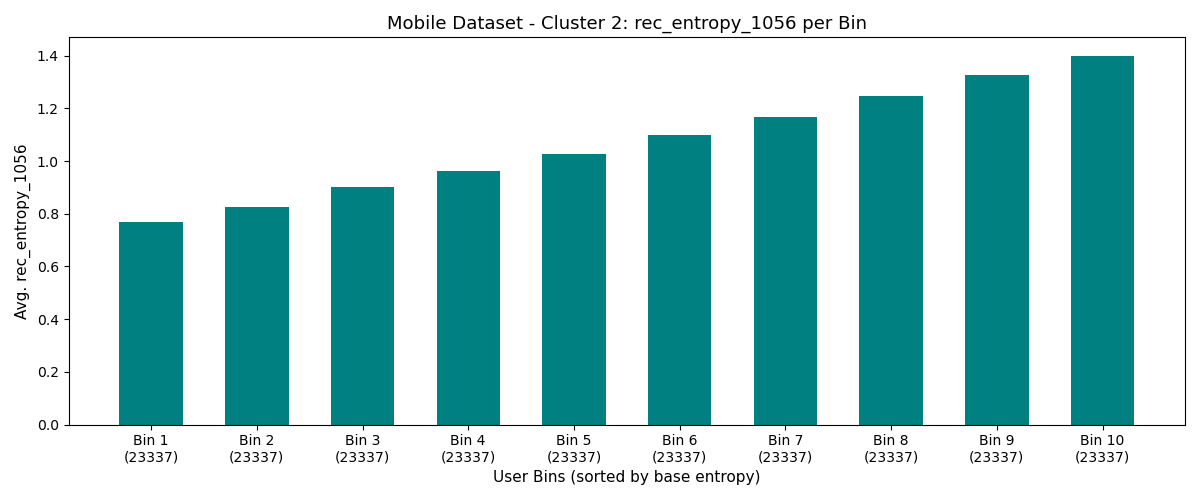 Mobile Dataset - Cluster 2: rec_entropy_1056 per Bin
Avg. rec_entropy_1056
1.4
1.2
1.0
0.8
0.6
0.4
0.2
0.0
Bin 1 Bin 2 Bin 3 Bin 4 Bin 5 Bin 6 Bin 7 Bin 8 Bin 9 Bin 10
(23337) (23337) (23337) (23337) (23337) (23337) (23337) (23337) (23337) (23337)
User Bins (sorted by base entropy)